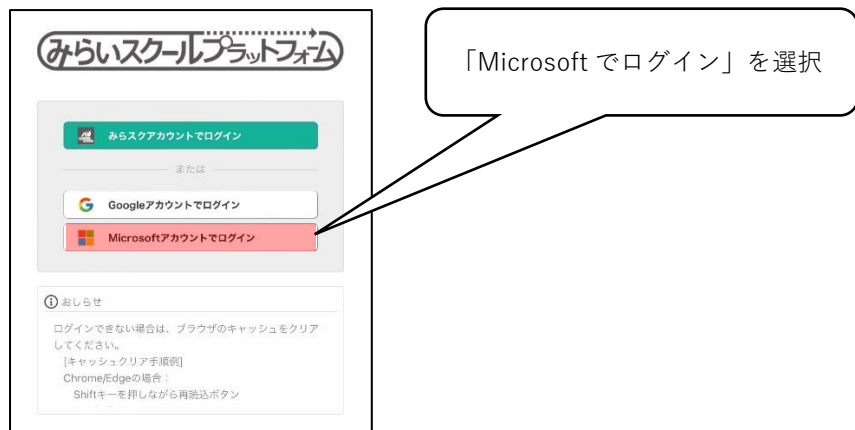 みらいスクールプラットフォーム
「Microsoft でログイン」を選択
みらスクアカウントでログイン
または
Googleアカウントでログイン
Microsoftアカウントでログイン
おしらせ
ログインできない場合は、ブラウザのキャッシュをクリア
してください。
[キャッシュクリア手順例]
Chrome/Edgeの場合：
Shiftキーを押しながら再読込ボタン